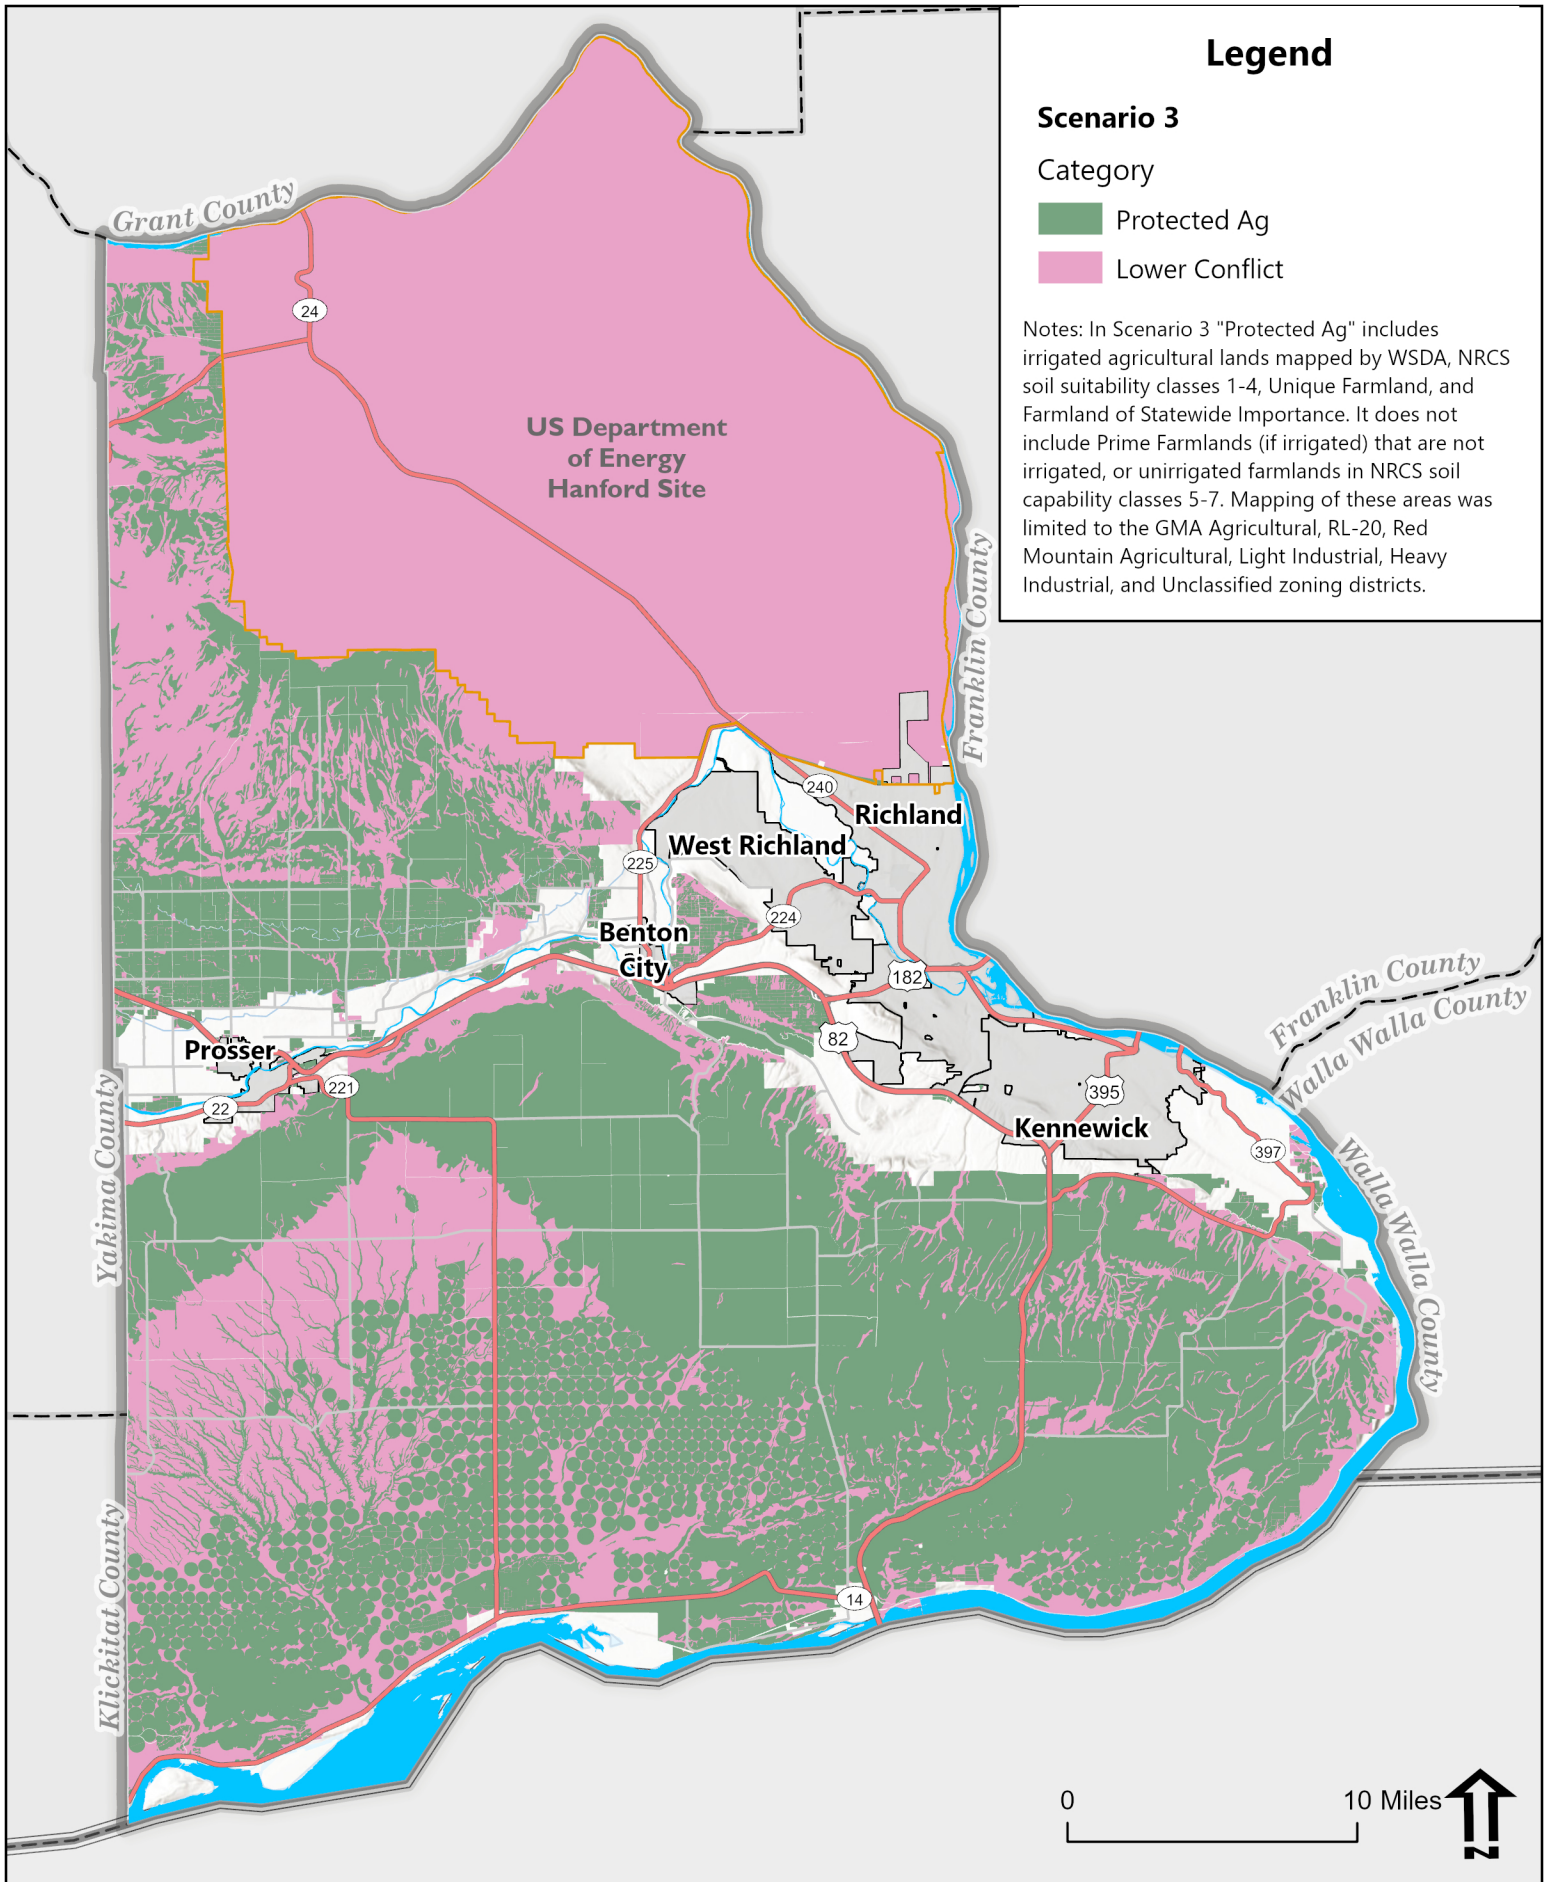 Legend
Scenario 3
Category
Protected Ag
Lower Conflict
Notes: In Scenario 3 "Protected Ag" includes
irrigated agricultural lands mapped by WSDA, NRCS
soil suitability classes 1-4, Unique Farmland, and
Farmland of Statewide Importance. It does not
include Prime Farmlands (if irrigated) that are not
irrigated, or unirrigated farmlands in NRCS soil
capability classes 5-7. Mapping of these areas was
limited to the GMA Agricultural, RL-20, Red
Mountain Agricultural, Light Industrial, Heavy
Industrial, and Unclassified zoning districts.
Grant County
24
US Department
of Energy
Hanford Site
Franklin County
240
Richland
West Richland
225
224
Benton
City
182
Franklin County
Walla Walla County
82
Prosser
221
22
395
Kennewick
397
Yakima County
Walla Walla County
Walla Walla County
Klickitat County
14
0
10 Miles
N